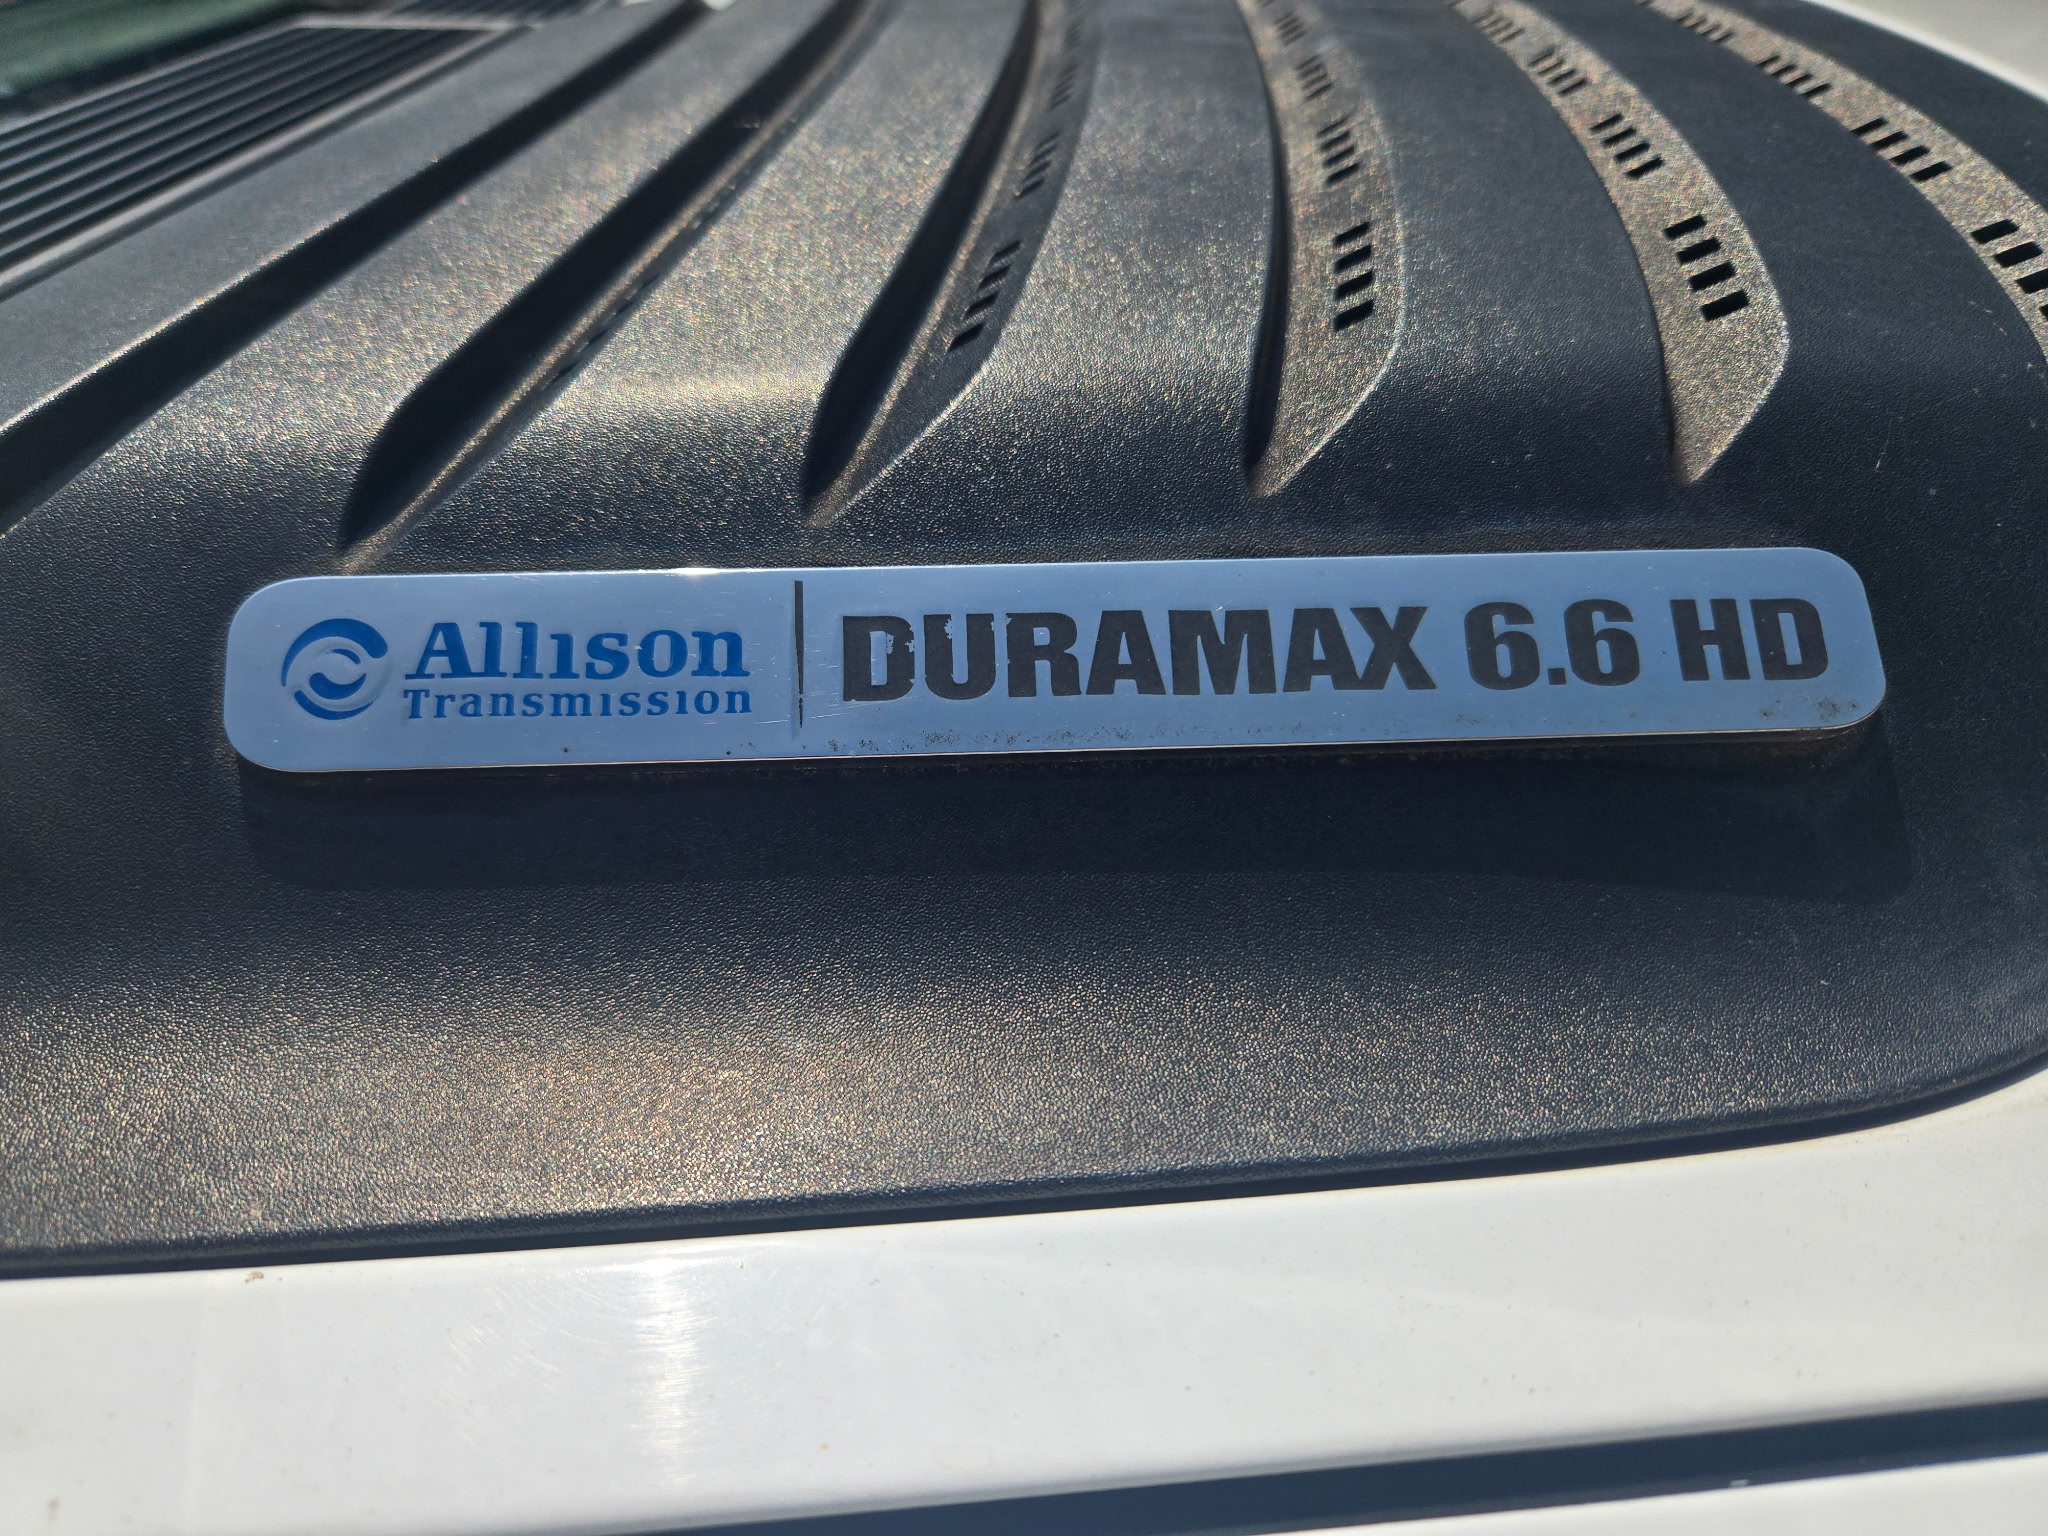 Allison
Transmission
DURAMAX 6.6 HD